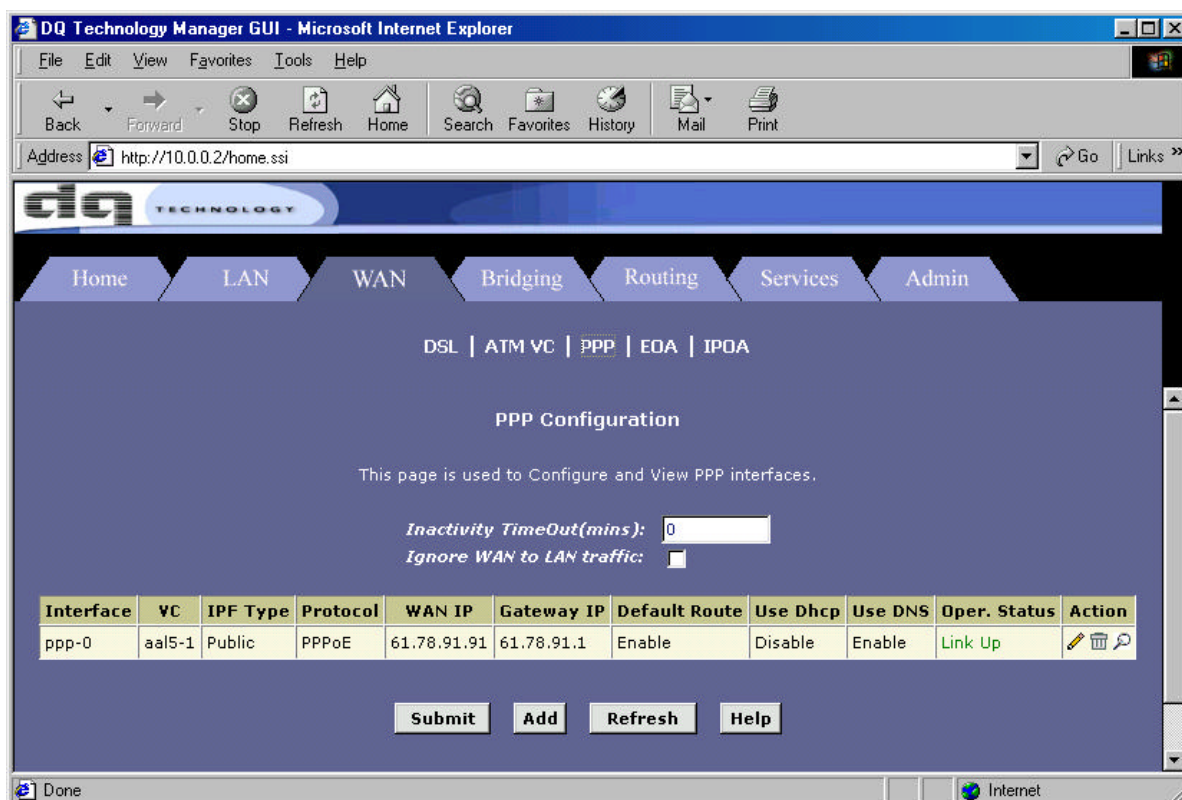 DQ Technology Manager GUI - Microsoft Internet Explorer
File Edit View Favorites Tools Help
Back Forward Stop Refresh Home Search Favorites History Mail Print
Address http://10.0.0.2/home.ssi Go Links »
dq TECHNOLOGY
Home LAN WAN Bridging Routing Services Admin
DSL | ATM VC | PPP | EOA | IPOA
PPP Configuration
This page is used to Configure and View PPP interfaces.
Inactivity TimeOut(mins): 0
Ignore WAN to LAN traffic:
Interface VC IPF Type Protocol WAN IP Gateway IP Default Route Use Dhcp Use DNS Oper. Status Action
ppp-0 aal5-1 Public PPPoE 61.78.91.91 61.78.91.1 Enable Disable Enable Link Up
Submit Add Refresh Help
Done Internet